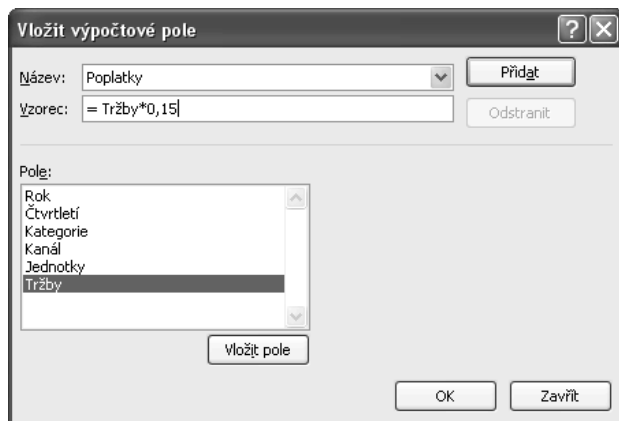 Vložit výpočtové pole
Název: Poplatky Přidat
Vzorec: = Tržby*0,15 Odstranit
Pole:
Rok
Čtvrtletí
Kategorie
Kanál
Jednotky
Tržby
Vložit pole
OK Zavřít